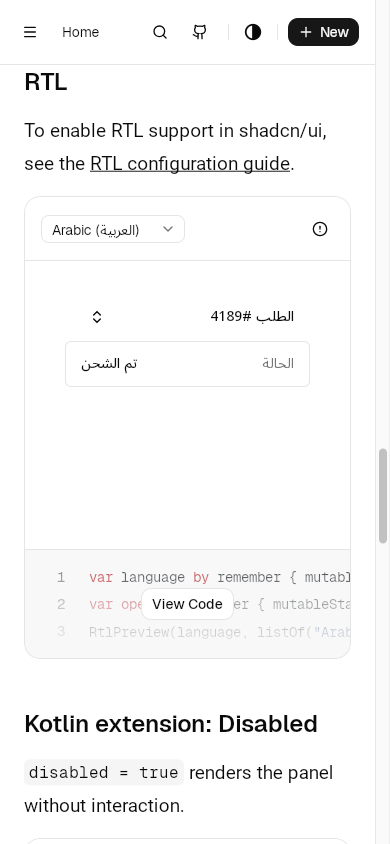 Home
New
RTL
To enable RTL support in shadcn/ui,
see the RTL configuration guide.
Arabic (العربية)
الطلب #4189
الحالة
تم الشحن
1 var language by remember { mutabl
2 var ope View Code er { mutableSta
3 RtlPreview(language, listOf("Arab
Kotlin extension: Disabled
disabled = true renders the panel
without interaction.